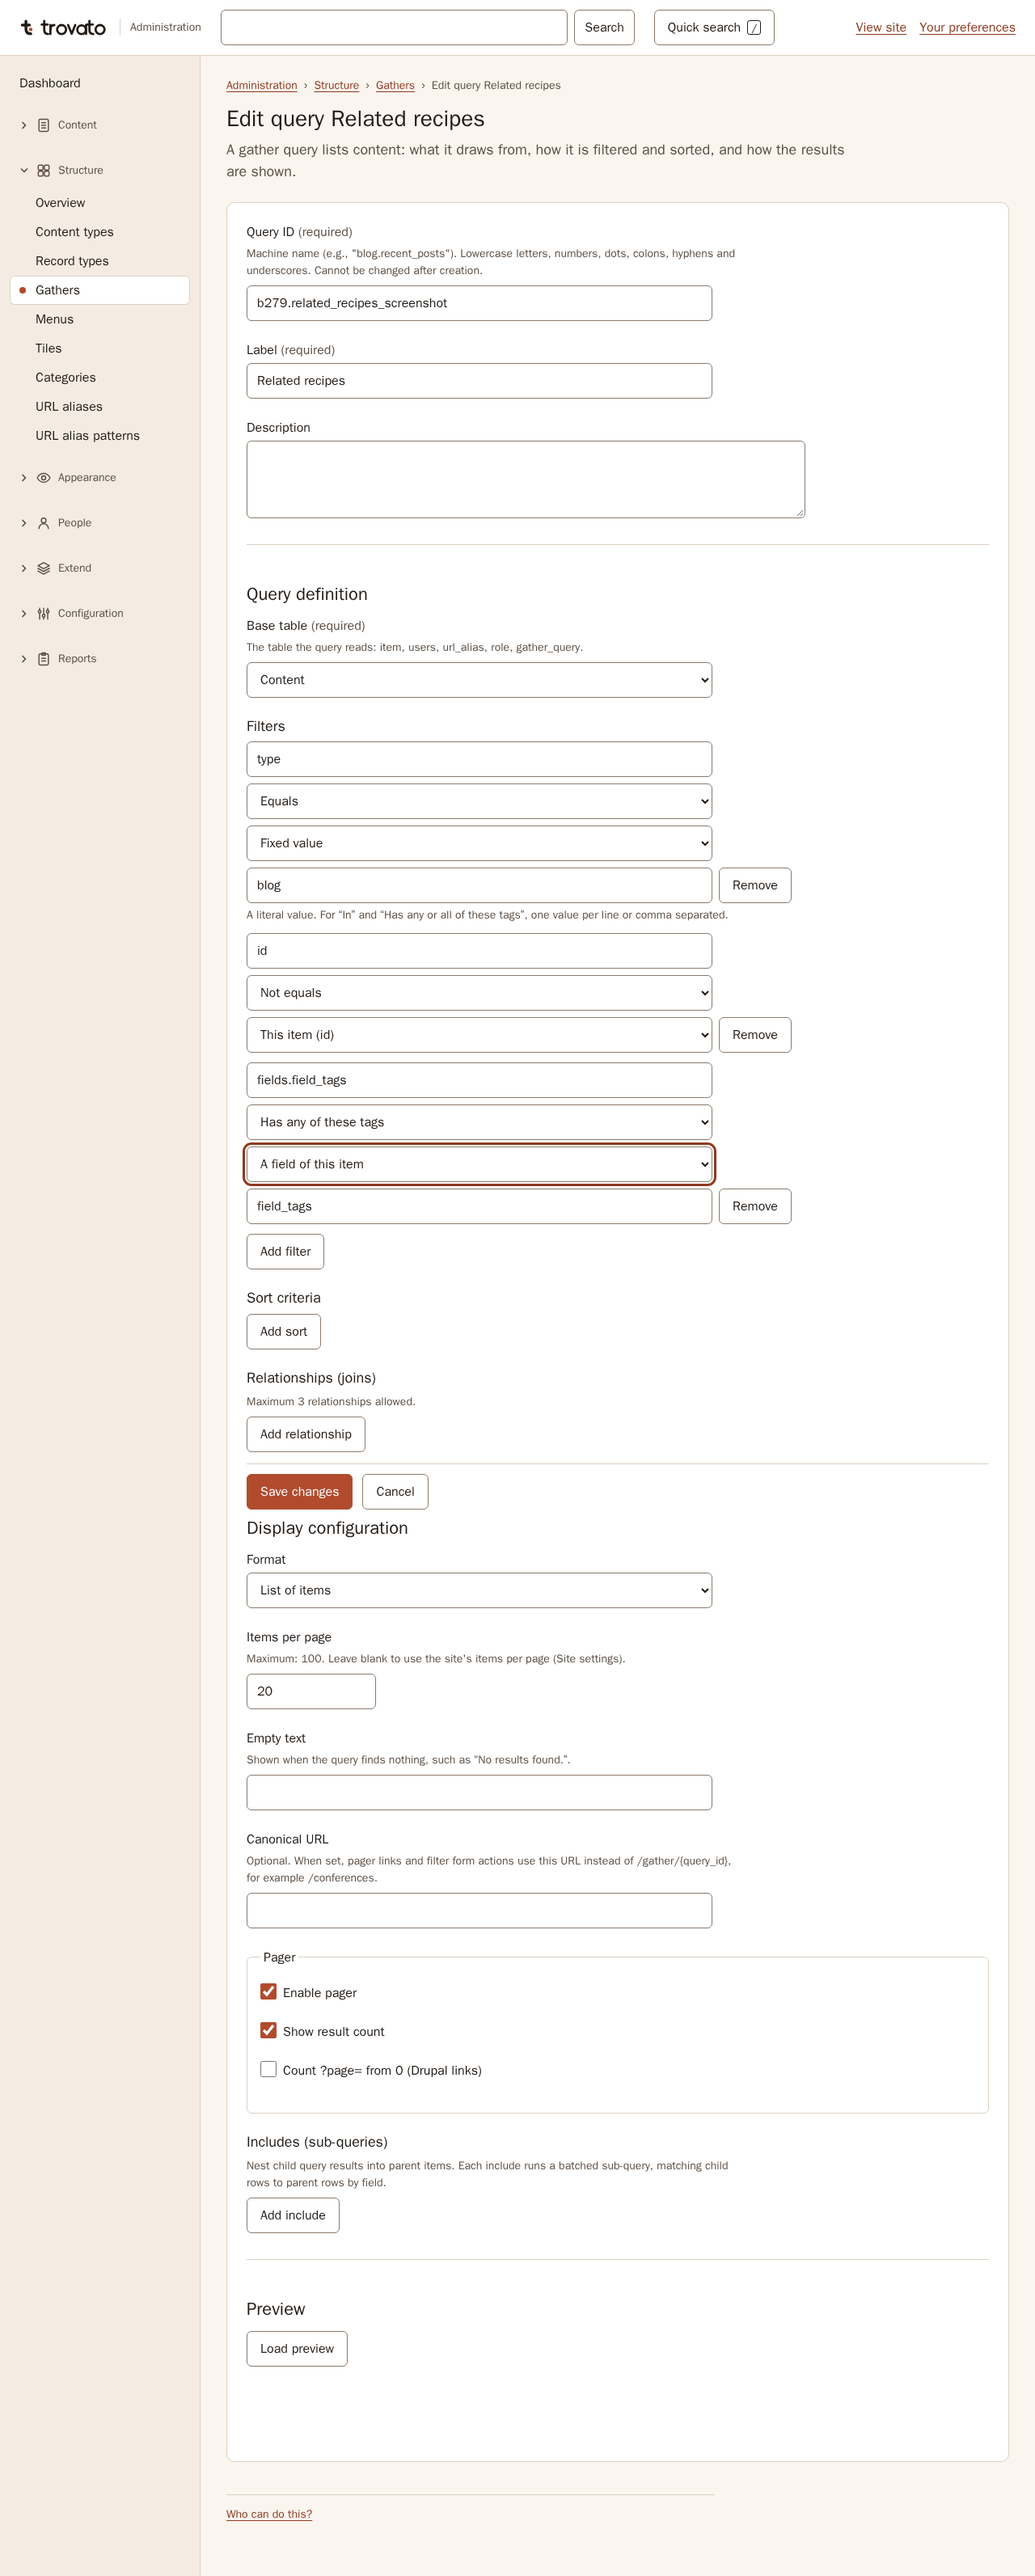 trovato
Administration
Search
Quick search /
View site
Your preferences
Dashboard
Content
Structure
Overview
Content types
Record types
Gathers
Menus
Tiles
Categories
URL aliases
URL alias patterns
Appearance
People
Extend
Configuration
Reports
Administration › Structure › Gathers › Edit query Related recipes
Edit query Related recipes
A gather query lists content: what it draws from, how it is filtered and sorted, and how the results
are shown.
Query ID (required)
Machine name (e.g., "blog.recent_posts"). Lowercase letters, numbers, dots, colons, hyphens and
underscores. Cannot be changed after creation.
b279.related_recipes_screenshot
Label (required)
Related recipes
Description
Query definition
Base table (required)
The table the query reads: item, users, url_alias, role, gather_query.
Content
Filters
type
Equals
Fixed value
blog
Remove
A literal value. For “In” and “Has any or all of these tags”, one value per line or comma separated.
id
Not equals
This item (id)
Remove
fields.field_tags
Has any of these tags
A field of this item
field_tags
Remove
Add filter
Sort criteria
Add sort
Relationships (joins)
Maximum 3 relationships allowed.
Add relationship
Save changes
Cancel
Display configuration
Format
List of items
Items per page
Maximum: 100. Leave blank to use the site's items per page (Site settings).
20
Empty text
Shown when the query finds nothing, such as “No results found.”.
Canonical URL
Optional. When set, pager links and filter form actions use this URL instead of /gather/{query_id},
for example /conferences.
Pager
Enable pager
Show result count
Count ?page= from 0 (Drupal links)
Includes (sub-queries)
Nest child query results into parent items. Each include runs a batched sub-query, matching child
rows to parent rows by field.
Add include
Preview
Load preview
Who can do this?